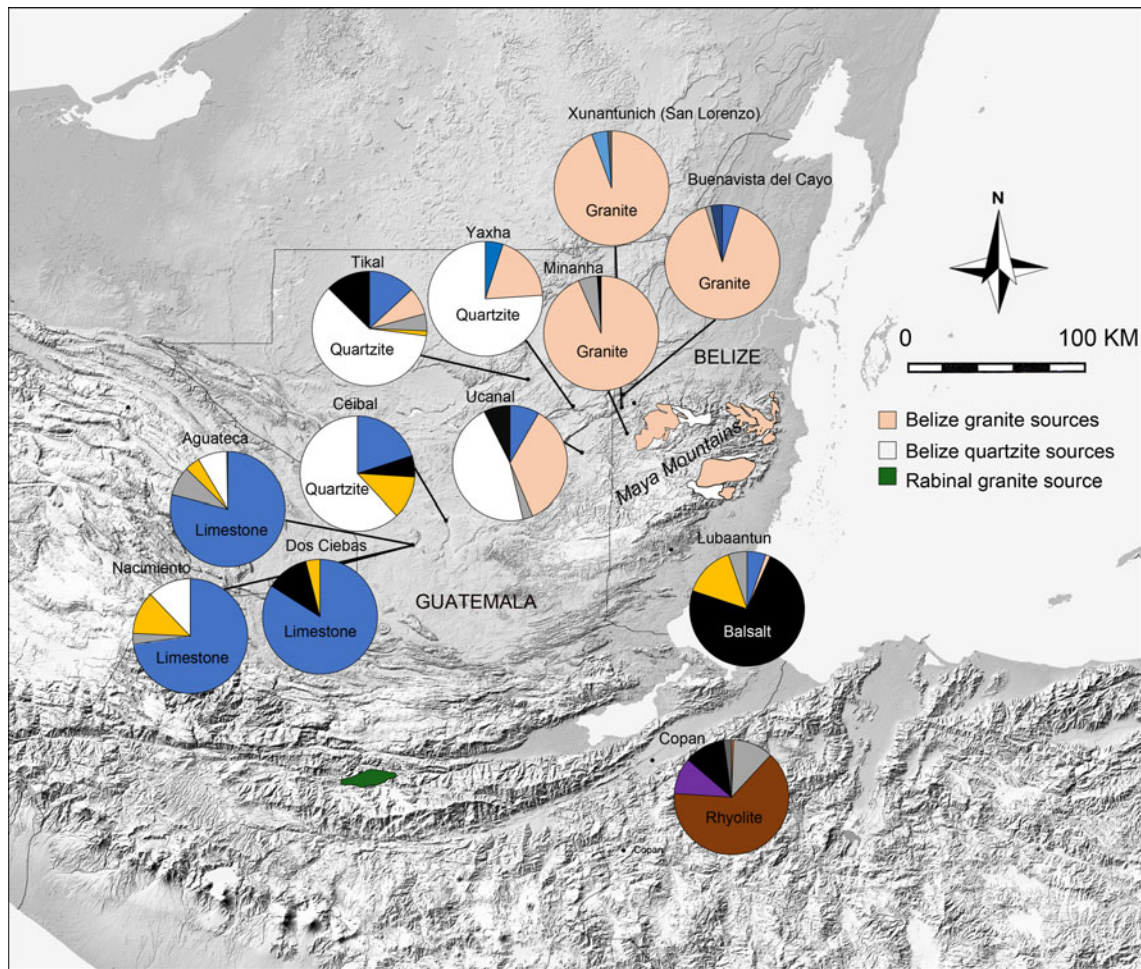 Xunantunich (San Lorenzo)
Granite
Buenavista del Cayo
Granite
N
Yaxha
Quartzite
Minanha
Granite
Tikal
Quartzite
0 100 KM
BELIZE
Belize granite sources
Belize quartzite sources
Rabinal granite source
Ucanal
Céibal
Quartzite
Maya Mountains
Aguateca
Limestone
Dos Ciebas
Limestone
Nacimiento
Limestone
GUATEMALA
Lubaantun
Balsalt
Copan
Rhyolite
Copan